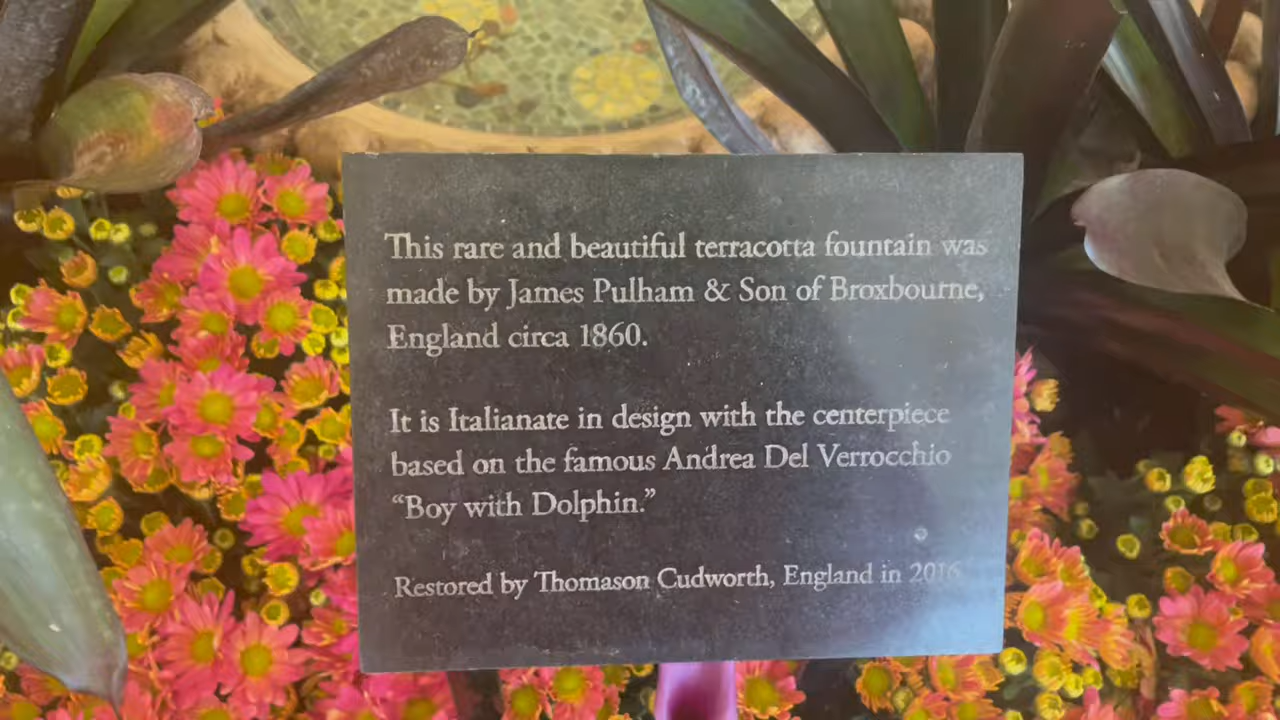 This rare and beautiful terracotta fountain was
made by James Pulham & Son of Broxbourne,
England circa 1860.
It is Italianate in design with the centerpiece
based on the famous Andrea Del Verrocchio
“Boy with Dolphin.”
Restored by Thomason Cudworth, England in 2016